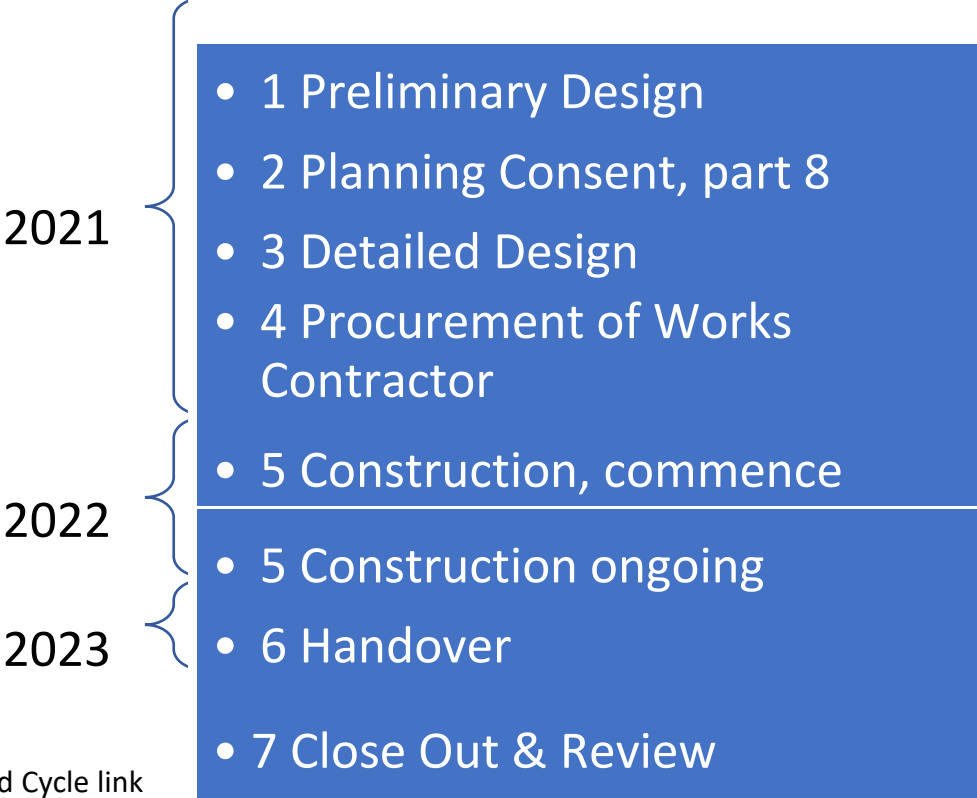 2021
• 1 Preliminary Design
• 2 Planning Consent, part 8
• 3 Detailed Design
• 4 Procurement of Works
Contractor
2022
• 5 Construction, commence
• 5 Construction ongoing
2023
• 6 Handover
• 7 Close Out & Review
Cycle link